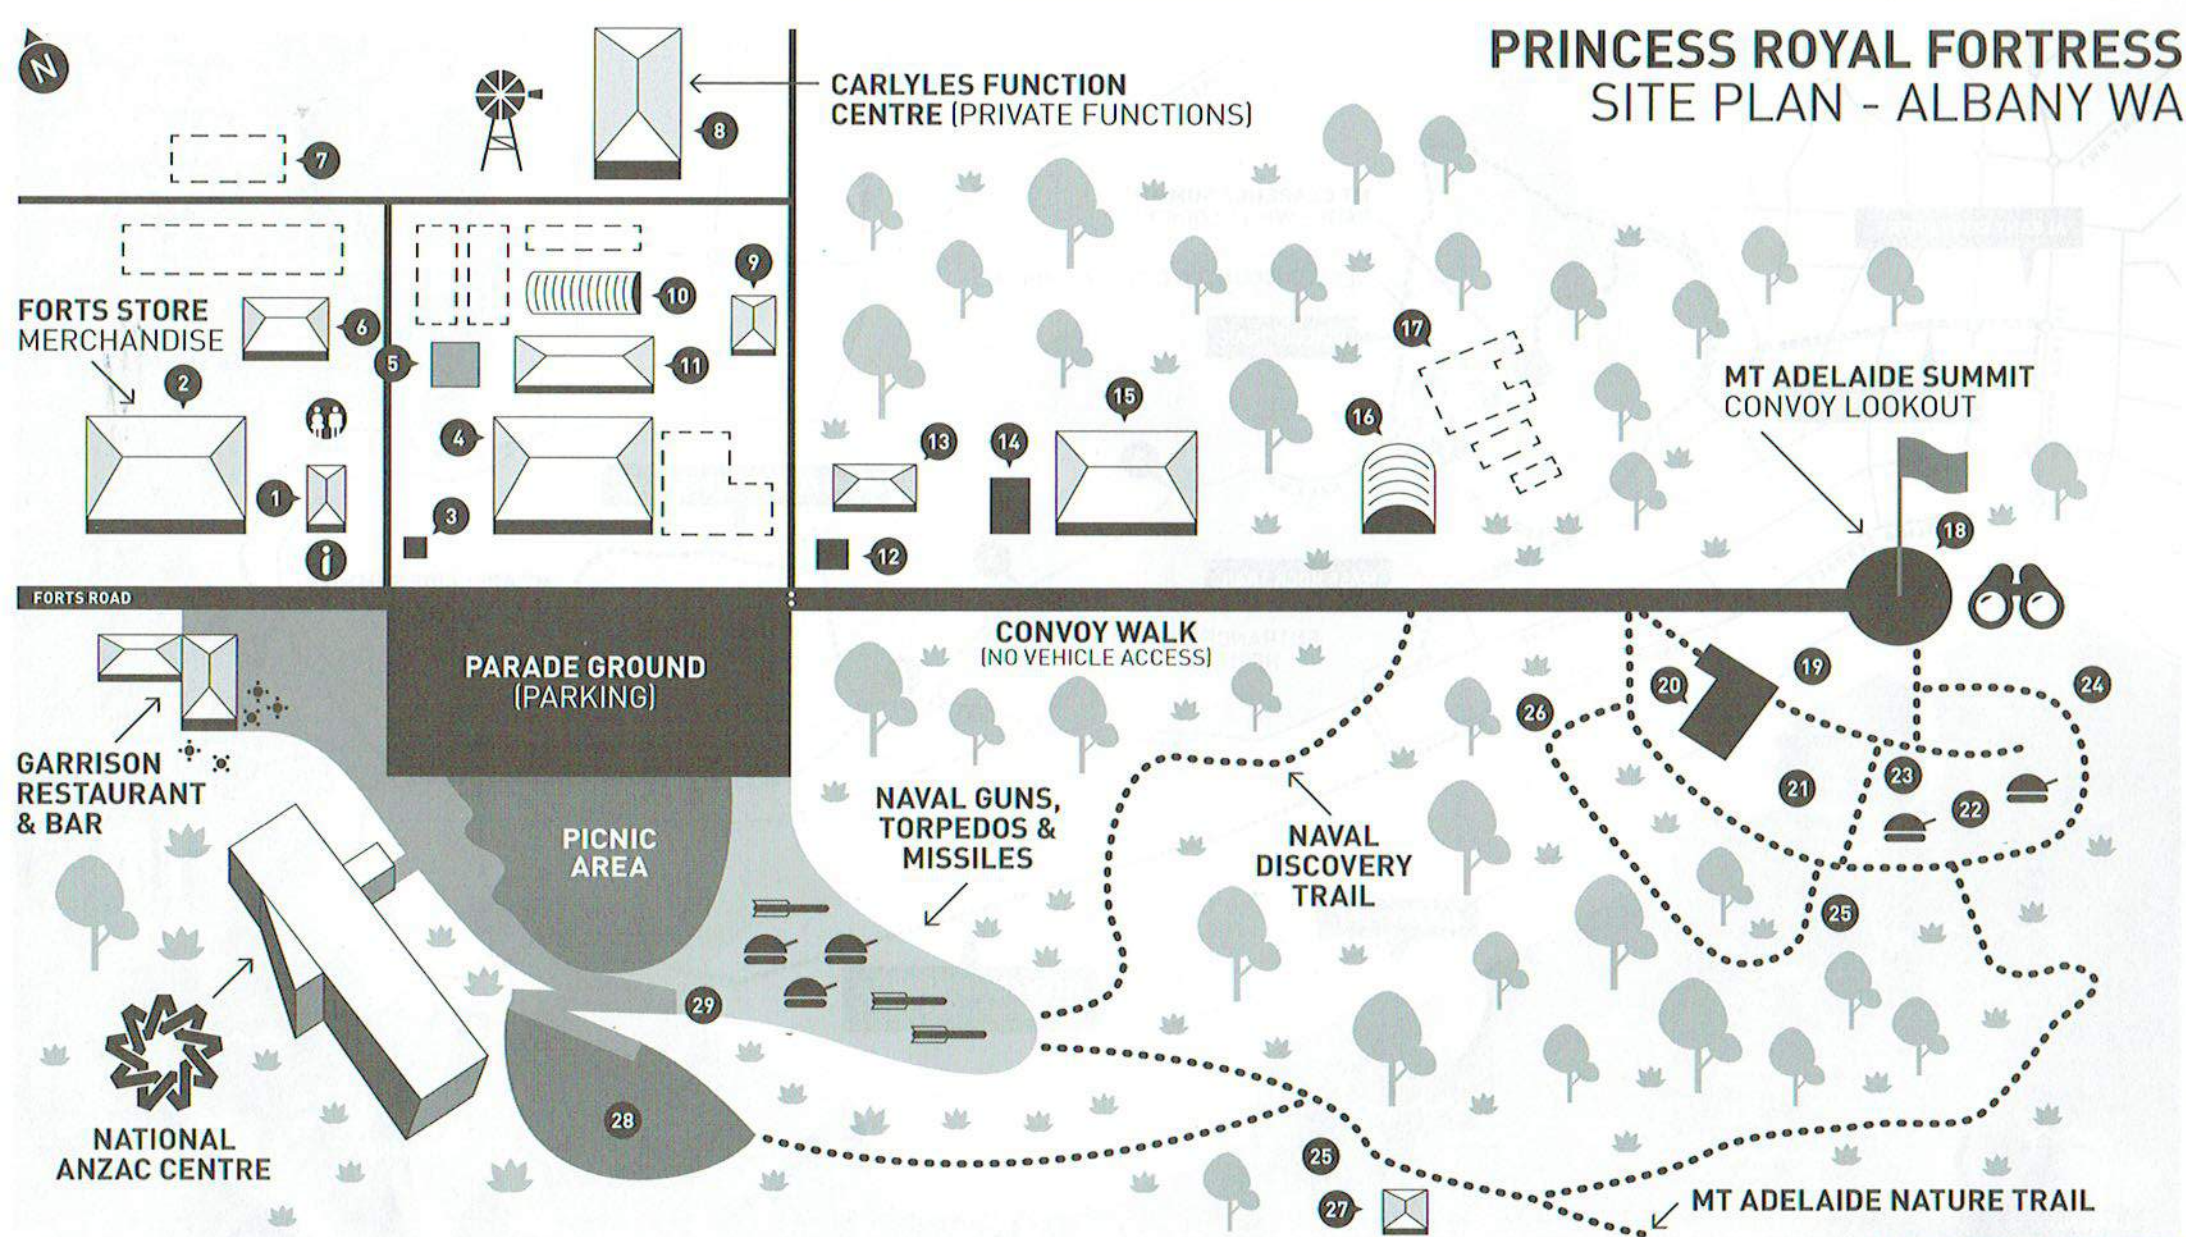 N
PRINCESS ROYAL FORTRESS
SITE PLAN - ALBANY WA
CARLYLES FUNCTION
CENTRE (PRIVATE FUNCTIONS)
8
7
9
10
FORTS STORE
MERCHANDISE
6
5
11
2
17
MT ADELAIDE SUMMIT
CONVOY LOOKOUT
15
16
4
13
14
1
3
18
12
i
FORTS ROAD
CONVOY WALK
(NO VEHICLE ACCESS)
PARADE GROUND
(PARKING)
19
20
24
26
GARRISON
RESTAURANT
& BAR
NAVAL GUNS,
TORPEDOS &
MISSILES
NAVAL
DISCOVERY
TRAIL
21
23
22
PICNIC
AREA
25
29
28
NATIONAL
ANZAC CENTRE
25
27
MT ADELAIDE NATURE TRAIL